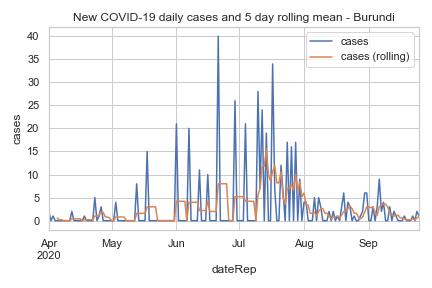 New COVID-19 daily cases and 5 day rolling mean - Burundi
cases
cases (rolling)
cases
40
35
30
25
20
15
10
5
0
Apr
2020
May
Jun
Jul
Aug
Sep
dateRep